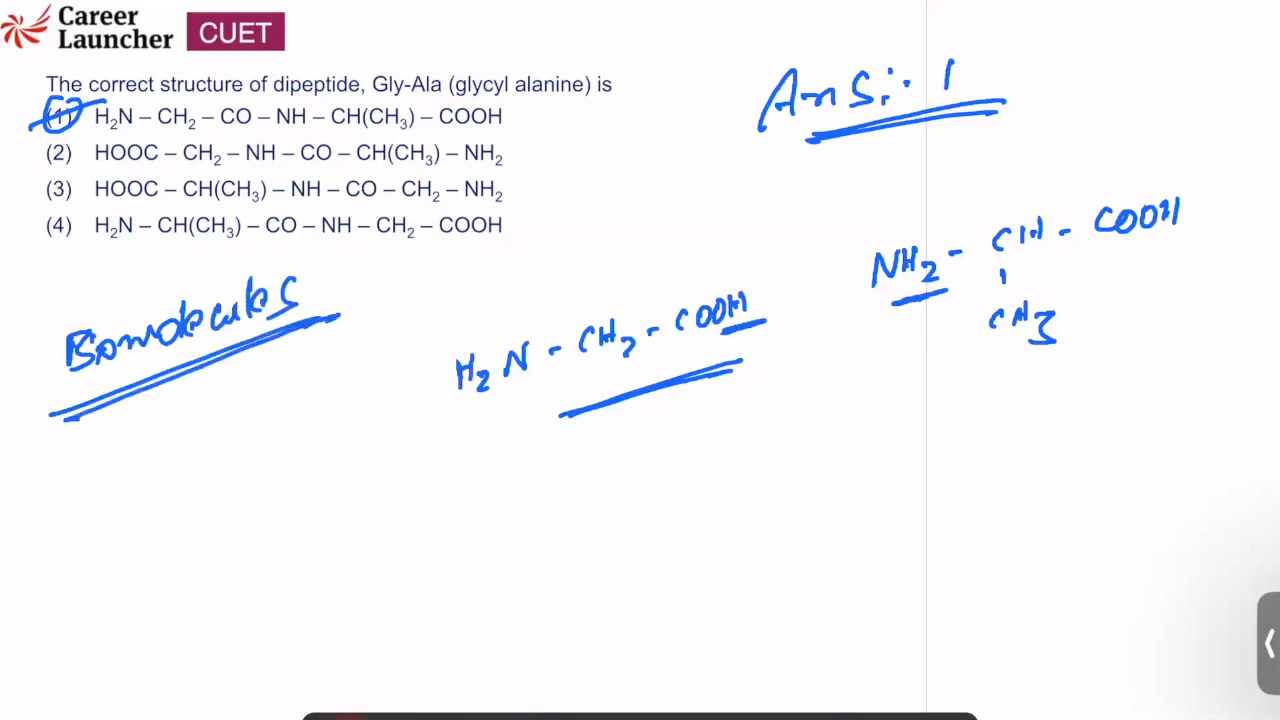 Career
Launcher
CUET
The correct structure of dipeptide, Gly-Ala (glycyl alanine) is
(1) H₂N – CH₂ – CO – NH – CH(CH₃) – COOH
(2) HOOC – CH₂ – NH – CO – CH(CH₃) – NH₂
(3) HOOC – CH(CH₃) – NH – CO – CH₂ – NH₂
(4) H₂N – CH(CH₃) – CO – NH – CH₂ – COOH
Ans:- 1
NH₂ - CH - COOH
CH₃
Biomolecules
H₂N - CH₂ - COOH